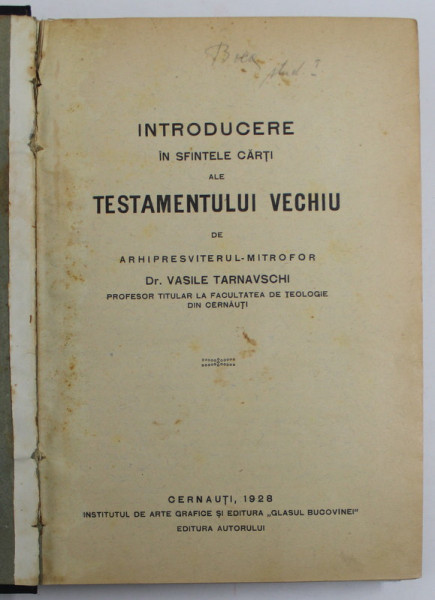 INTRODUCERE
ÎN SFINTELE CĂRȚI
ALE
TESTAMENTULUI VECHIU
DE
ARHIPRESVITERUL-MITROFOR
Dr. VASILE TARNAVSCHI
PROFESOR TITULAR LA FACULTATEA DE TEOLOGIE
DIN CERNĂUȚI
CERNAUȚI, 1928
INSTITUTUL DE ARTE GRAFICE ȘI EDITURA „GLASUL BUCOVINEI"
EDITURA AUTORULUI